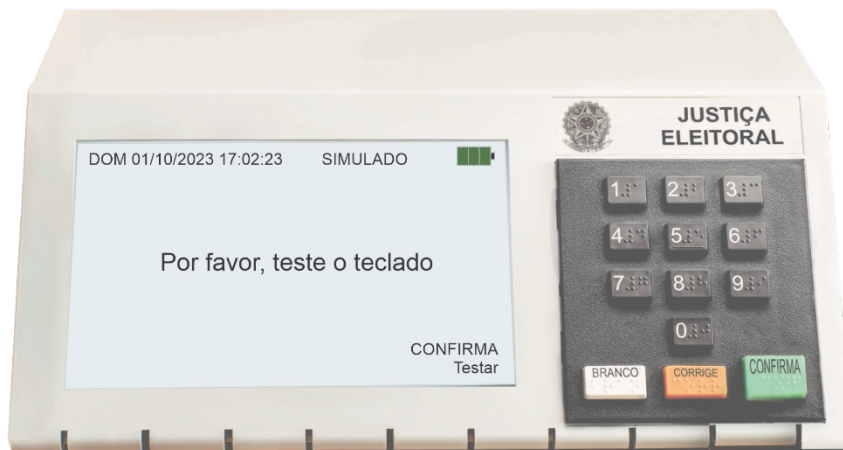 JUSTIÇA
ELEITORAL
DOM 01/10/2023 17:02:23 SIMULADO
Por favor, teste o teclado
CONFIRMA
Testar
1 2 3
4 5 6
7 8 9
0
BRANCO CORRIGE CONFIRMA